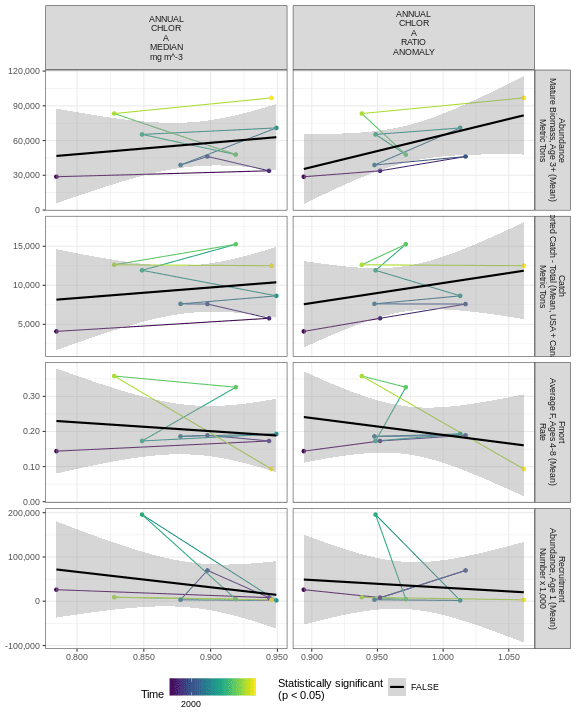 ANNUAL
CHLOR
A
MEDIAN
mg m^-3
ANNUAL
CHLOR
A
RATIO
ANOMALY
120,000
90,000
60,000
30,000
0
Abundance
Mature Biomass, Age 3+ (Mean)
Metric Tons
15,000
10,000
5,000
Catch
rted Catch - Total (Mean, USA + Can
Metric Tons
0.30
0.20
0.10
0.00
Fmort
Average F, Ages 4-8 (Mean)
Rate
200,000
100,000
0
-100,000
Recruitment
Abundance, Age 1 (Mean)
Number x 1,000
0.800
0.850
0.900
0.950
0.900
0.950
1.000
1.050
Time
2000
Statistically significant
(p < 0.05)
FALSE